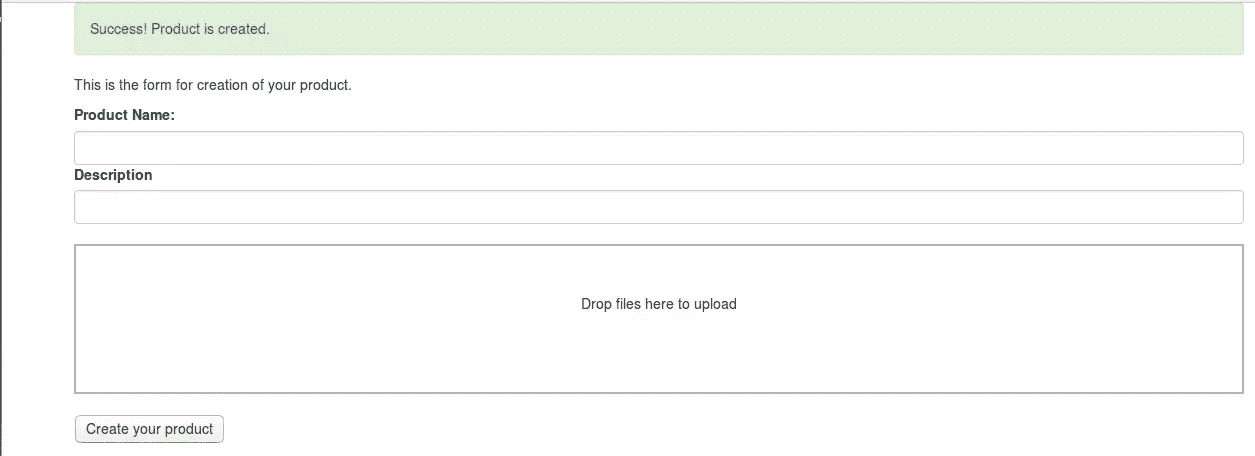 Success! Product is created.
This is the form for creation of your product.
Product Name:
Description
Drop files here to upload
Create your product